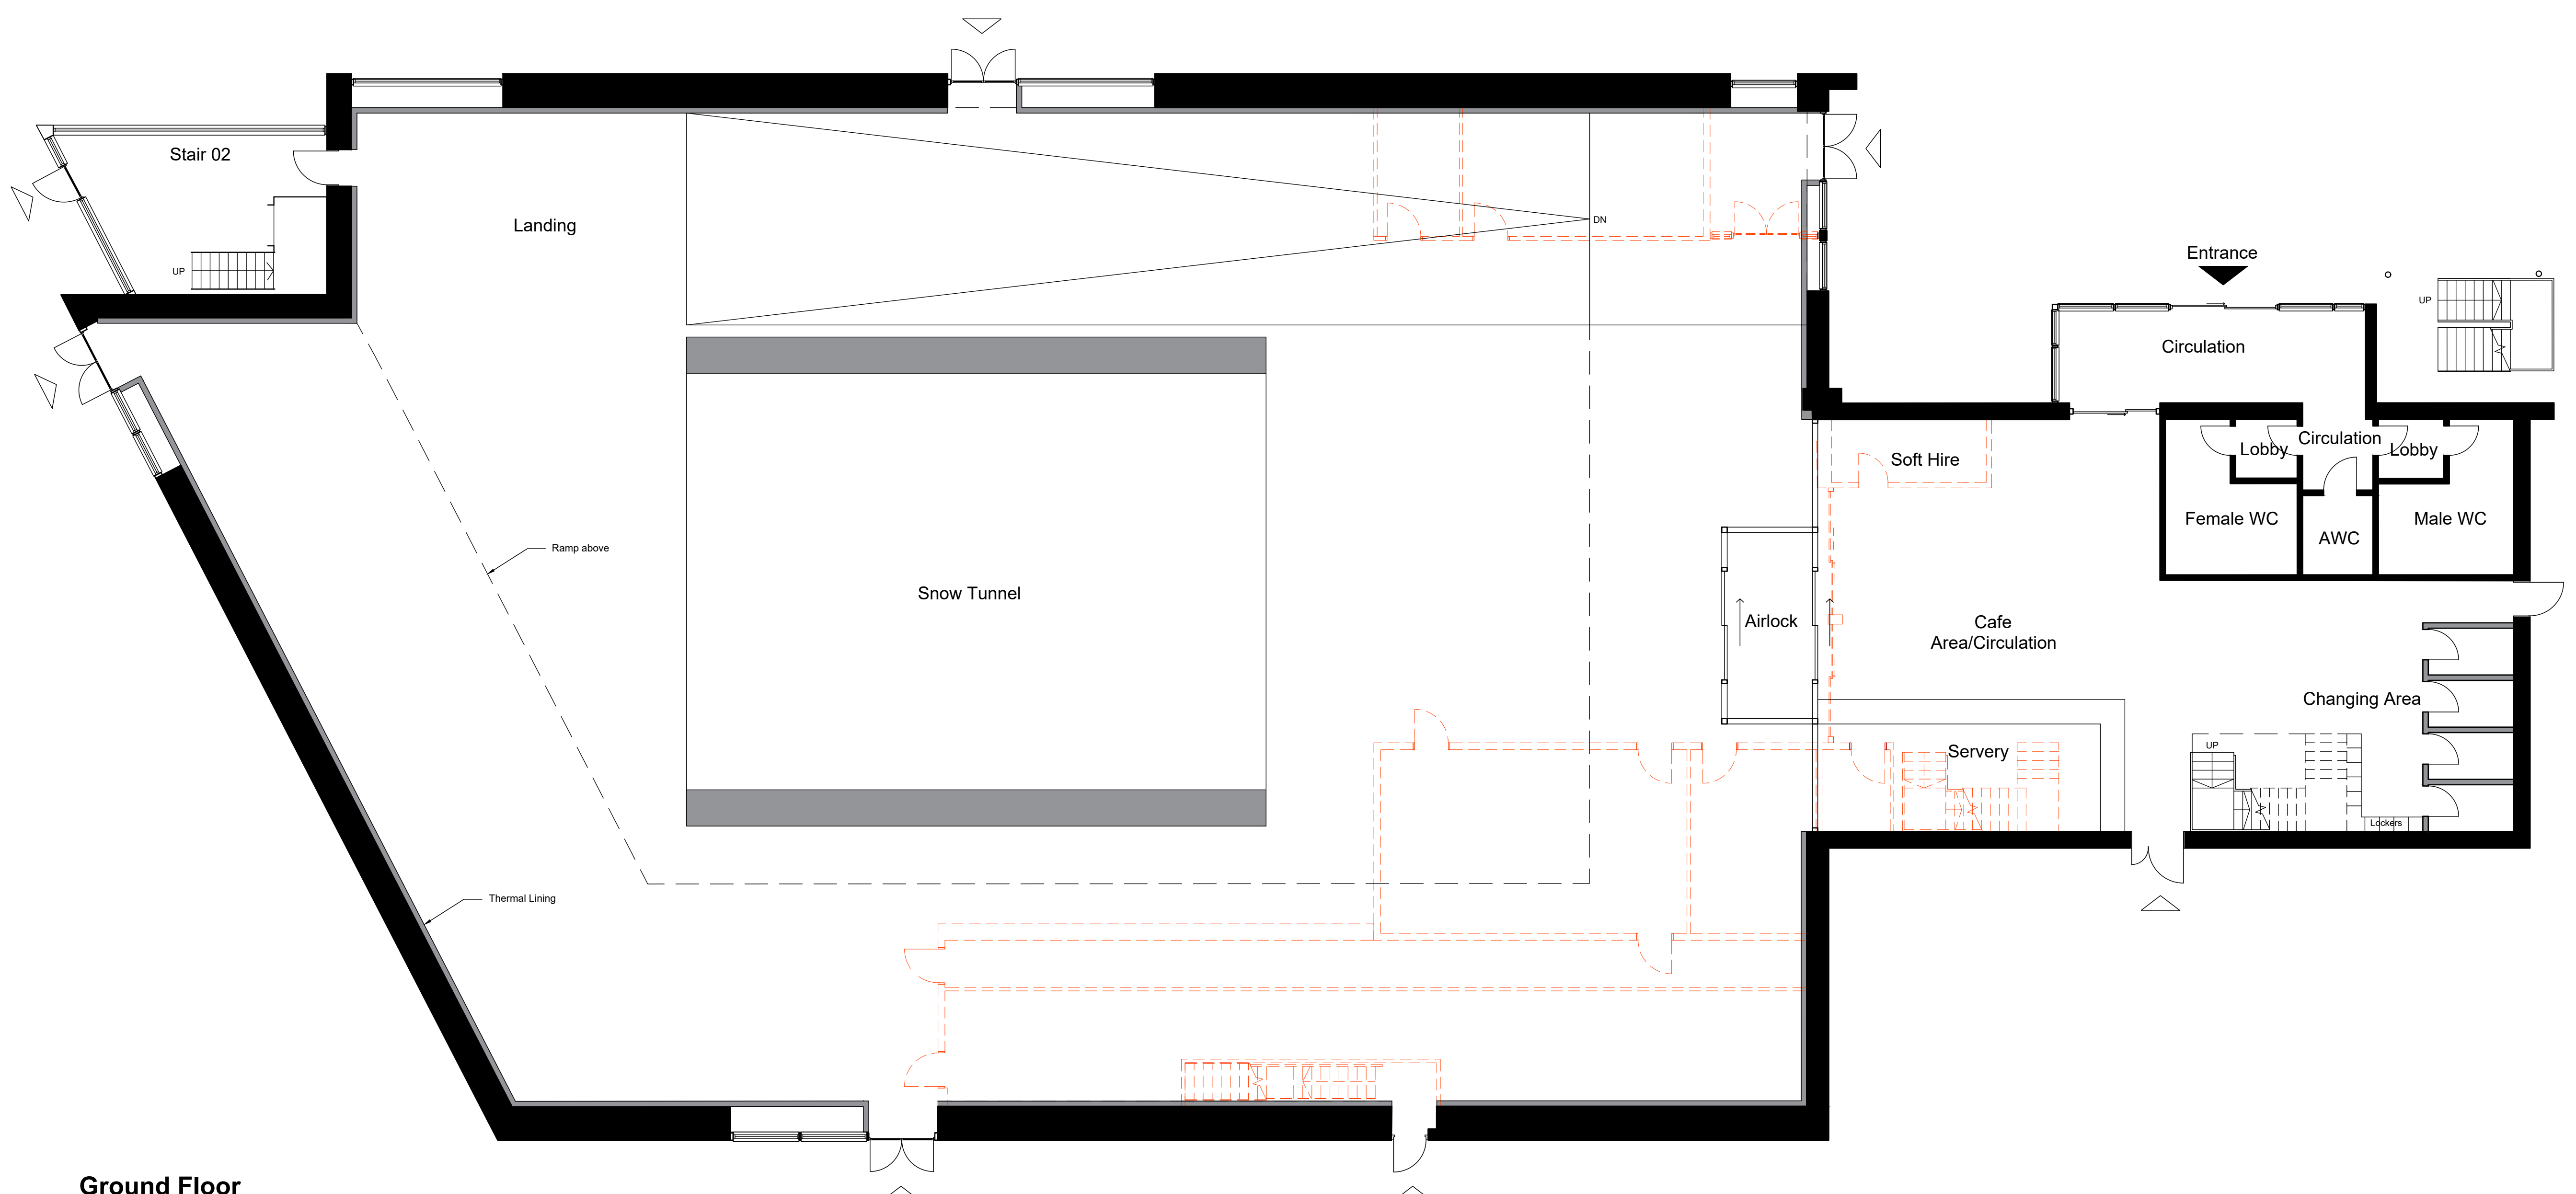 Stair 02
UP
Landing
DN
Entrance
UP
Circulation
Lobby
Circulation
Lobby
Soft Hire
Female WC
AWC
Male WC
Ramp above
Snow Tunnel
Airlock
Cafe
Area/Circulation
Changing Area
UP
Servery
Lockers
Thermal Lining
Ground Floor